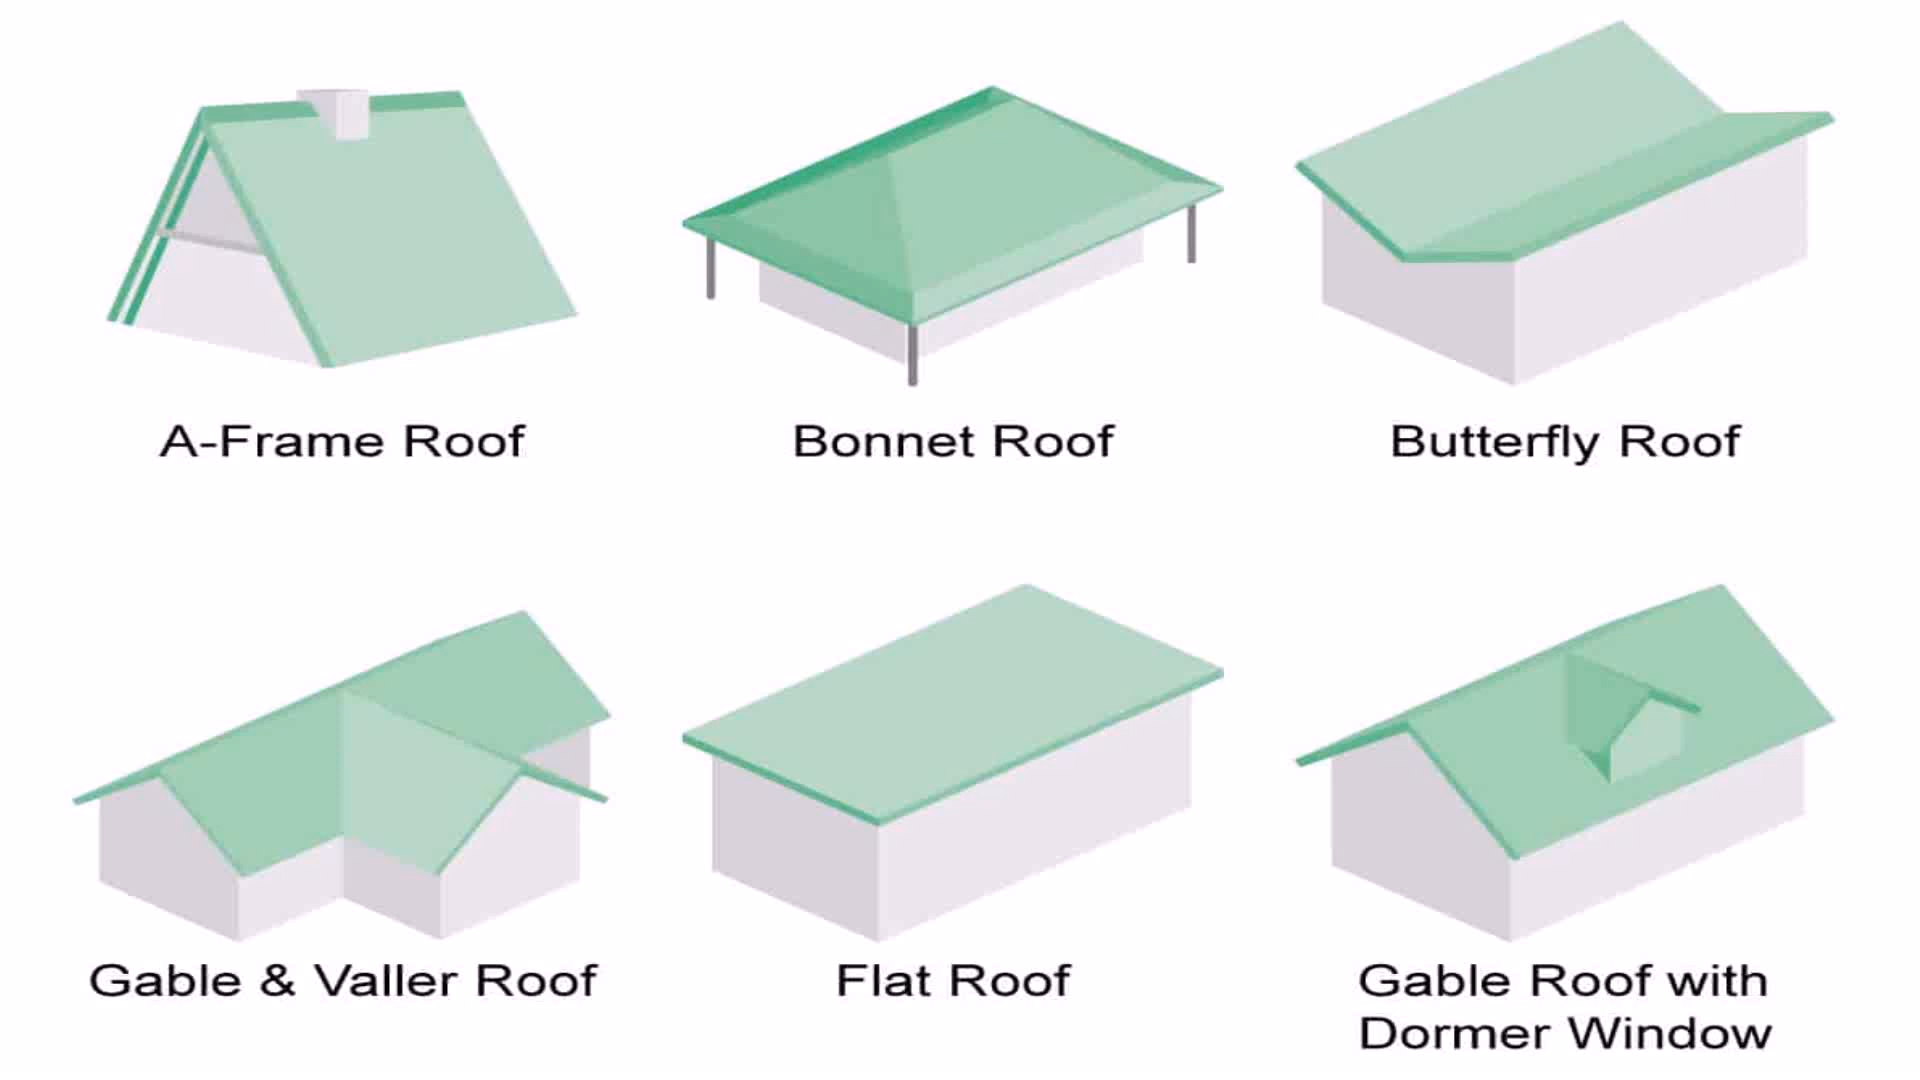 A-Frame Roof
Bonnet Roof
Butterfly Roof
Gable & Valler Roof
Flat Roof
Gable Roof with
Dormer Window